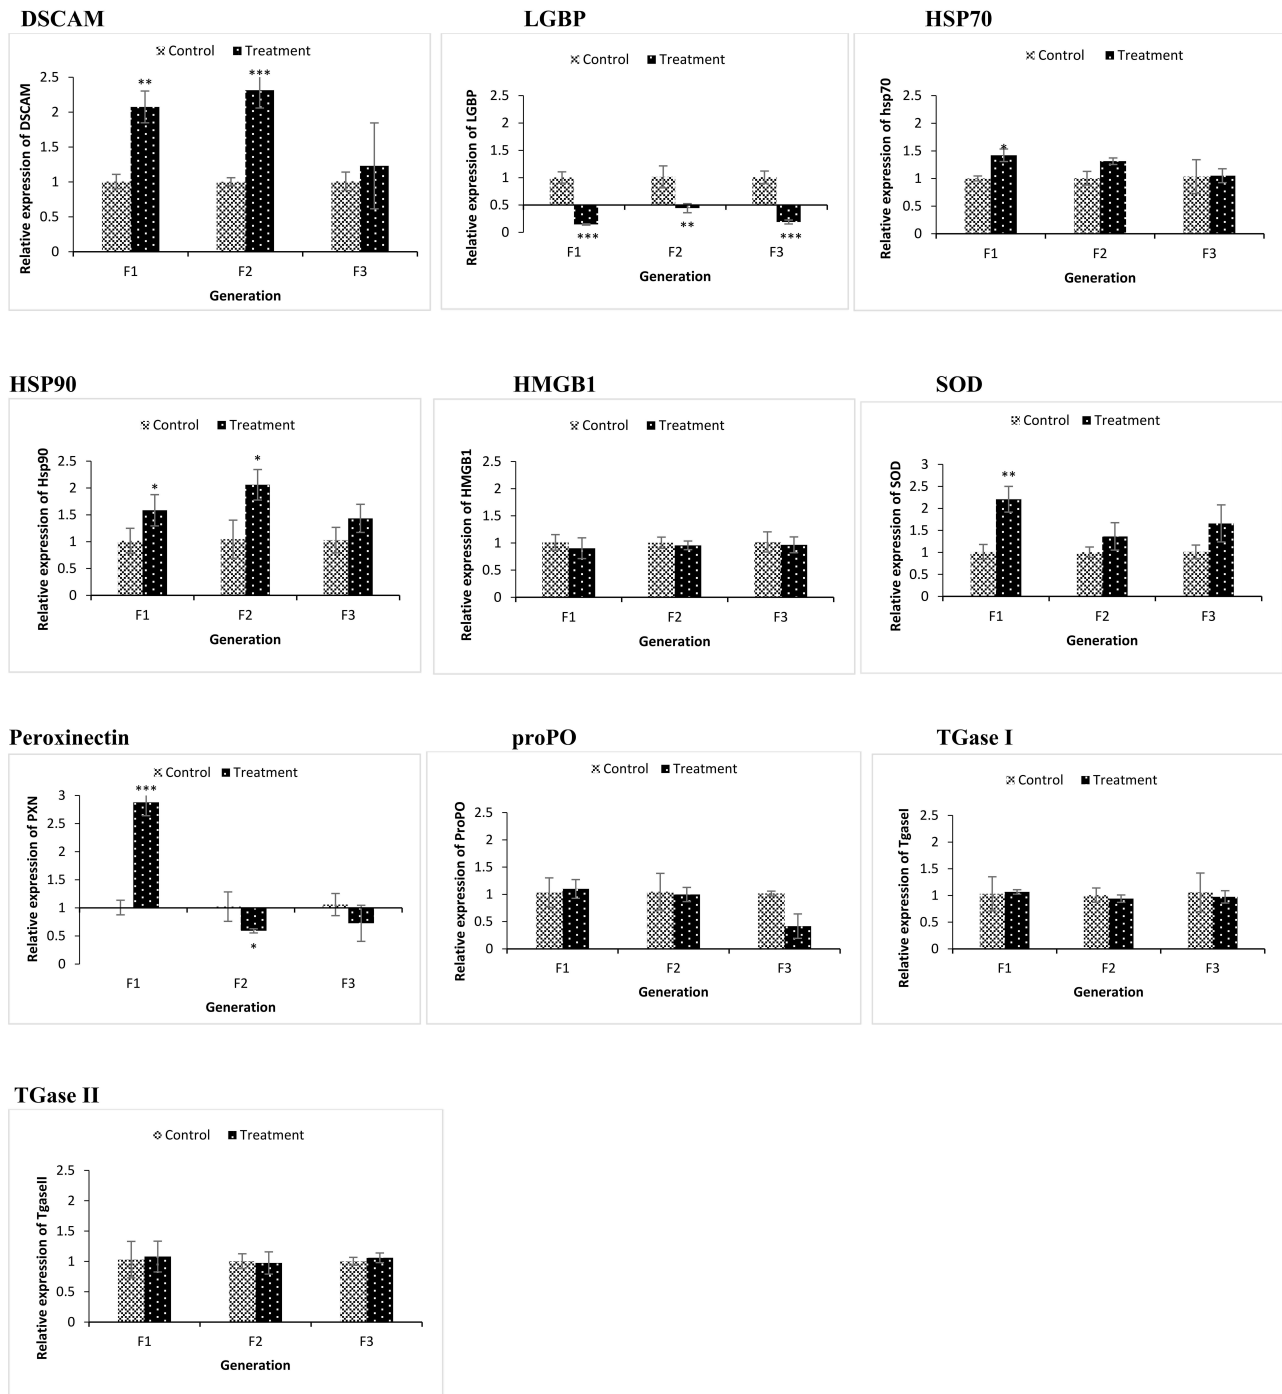 DSCAM
Control Treatment
Relative expression of DSCAM
2.5
2
1.5
1
0.5
0
** ***
F1 F2 F3
Generation
LGBP
Control Treatment
Relative expression of LGBP
2.5
2
1.5
1
0.5
0
*** ** ***
F1 F2 F3
Generation
HSP70
Control Treatment
Relative expression of hsp70
2.5
2
1.5
1
0.5
0
*
F1 F2 F3
Generation
HSP90
Control Treatment
Relative expression of Hsp90
2.5
2
1.5
1
0.5
0
* *
F1 F2 F3
Generation
HMGB1
Control Treatment
Relative expression of HMGB1
2.5
2
1.5
1
0.5
0
F1 F2 F3
Generation
SOD
Control Treatment
Relative expression of SOD
3
2.5
2
1.5
1
0.5
0
**
F1 F2 F3
Generation
Peroxinectin
Control Treatment
Relative expression of PXN
3
2.5
2
1.5
1
0.5
0
*** *
F1 F2 F3
Generation
proPO
Control Treatment
Relative expression of ProPO
2.5
2
1.5
1
0.5
0
F1 F2 F3
Generation
TGase I
Control Treatment
Relative expression of TgaseI
2.5
2
1.5
1
0.5
0
F1 F2 F3
Generation
TGase II
Control Treatment
Relative expression of TgaseII
2.5
2
1.5
1
0.5
0
F1 F2 F3
Generation